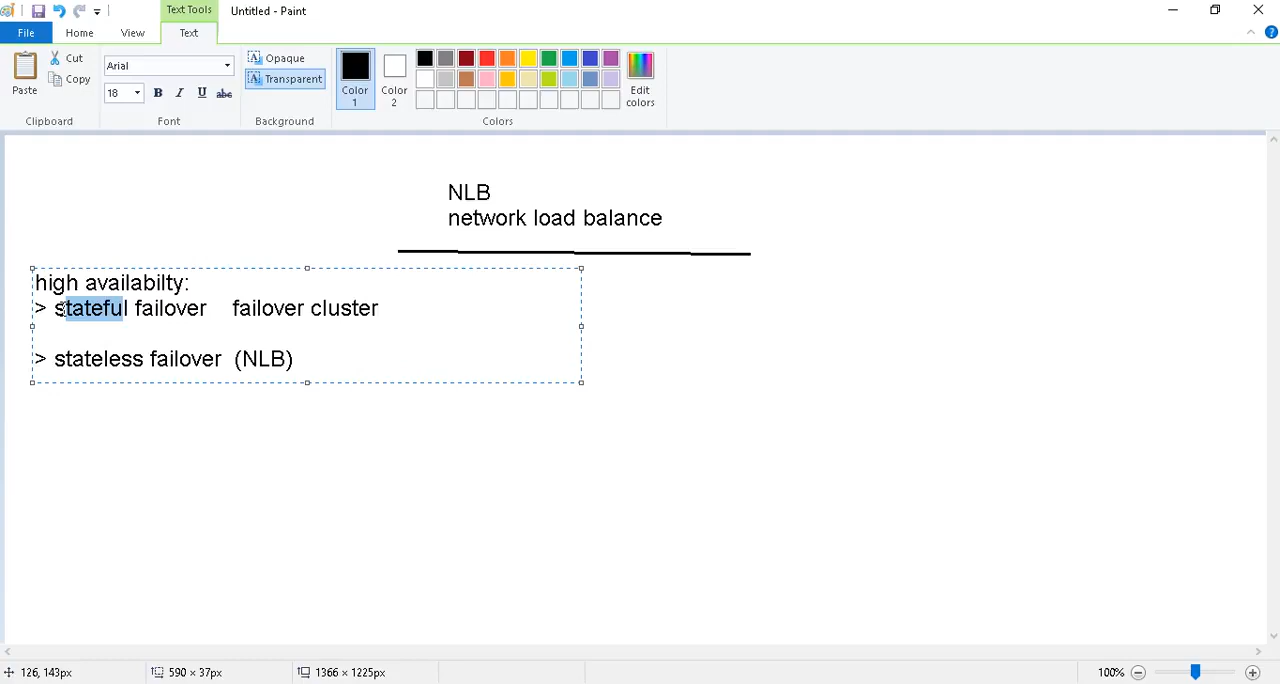 Text Tools
Untitled - Paint
File
Home
View
Text
Paste
Cut
Copy
Clipboard
Arial
18
B I U abc
Font
Opaque
Transparent
Background
Color 1
Color 2
Edit colors
Colors
NLB
network load balance
high availabilty:
> stateful failover failover cluster
> stateless failover (NLB)
126, 143px
590 × 37px
1366 × 1225px
100%